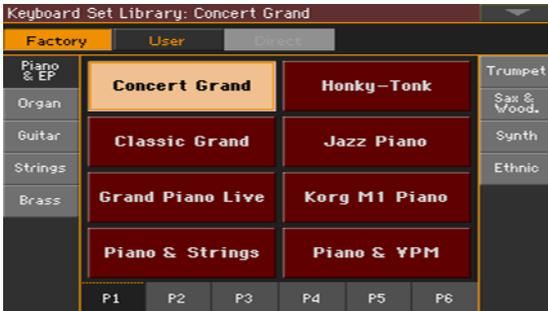 Keyboard Set Library: Concert Grand
Factory User Direct
Piano & EP
Organ
Guitar
Strings
Brass
Concert Grand
Honky-Tonk
Classic Grand
Jazz Piano
Grand Piano Live
Korg M1 Piano
Piano & Strings
Piano & YPM
Trumpet
Sax & Wood.
Synth
Ethnic
P1 P2 P3 P4 P5 P6